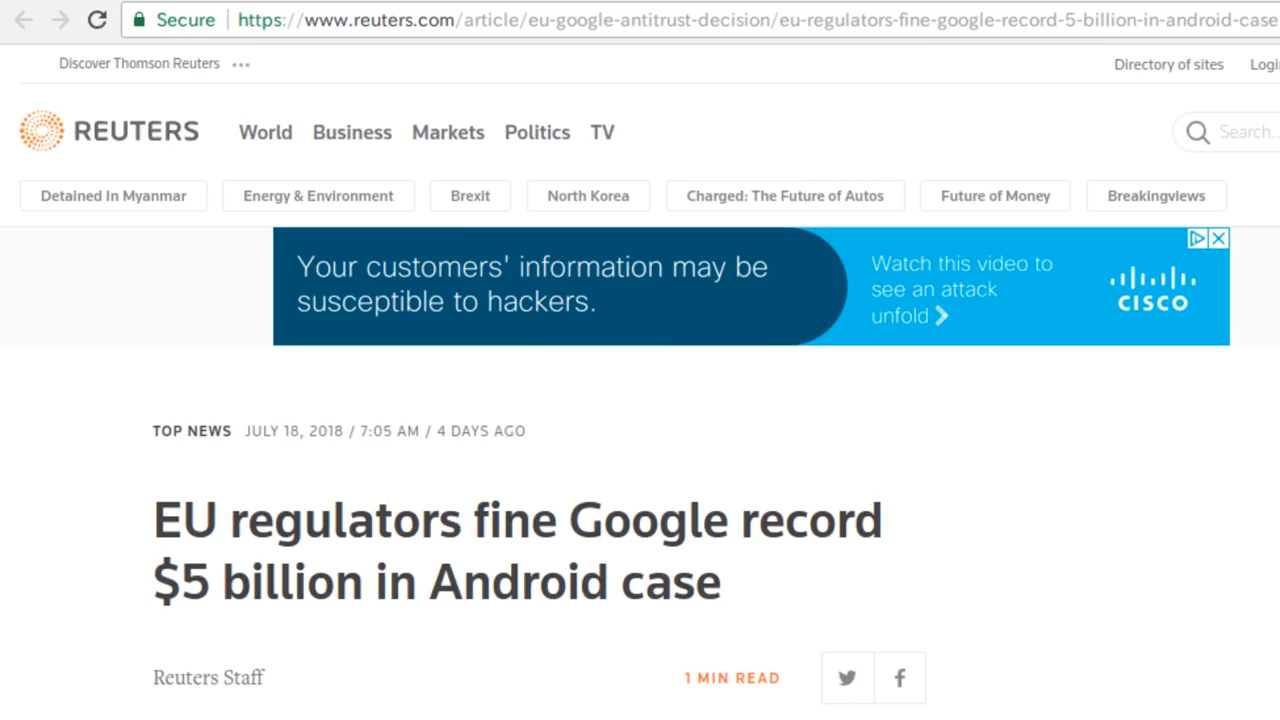 Secure https://www.reuters.com/article/eu-google-antitrust-decision/eu-regulators-fine-google-record-5-billion-in-android-case
Discover Thomson Reuters •••
Directory of sites Logi
REUTERS World Business Markets Politics TV
Search...
Detained In Myanmar Energy & Environment Brexit North Korea Charged: The Future of Autos Future of Money Breakingviews
Your customers' information may be
susceptible to hackers.
Watch this video to
see an attack
unfold
CISCO
TOP NEWS JULY 18, 2018 / 7:05 AM / 4 DAYS AGO
EU regulators fine Google record
$5 billion in Android case
Reuters Staff
1 MIN READ